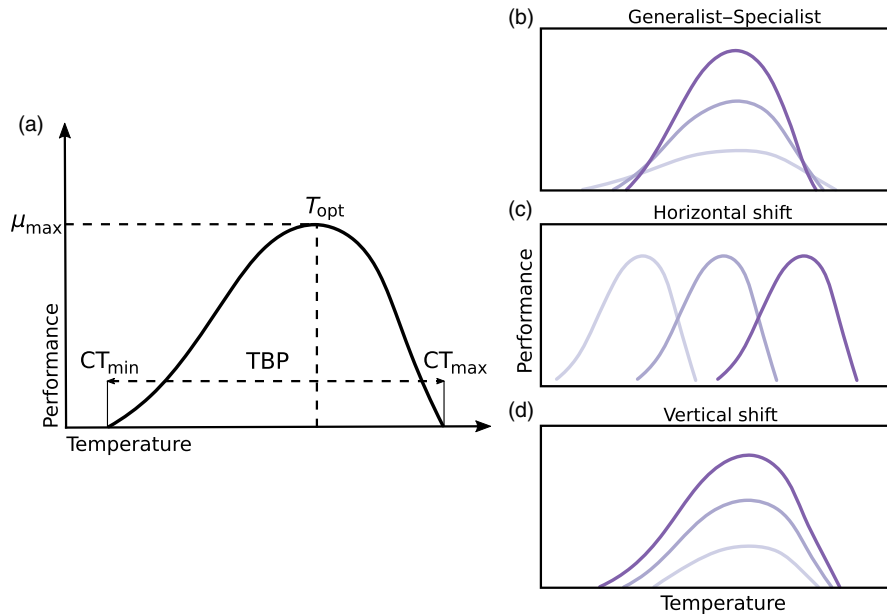 (a)
μmax
Topt
CTmin
TBP
CTmax
Performance
Temperature
(b)
Generalist–Specialist
(c)
Horizontal shift
Performance
(d)
Vertical shift
Temperature